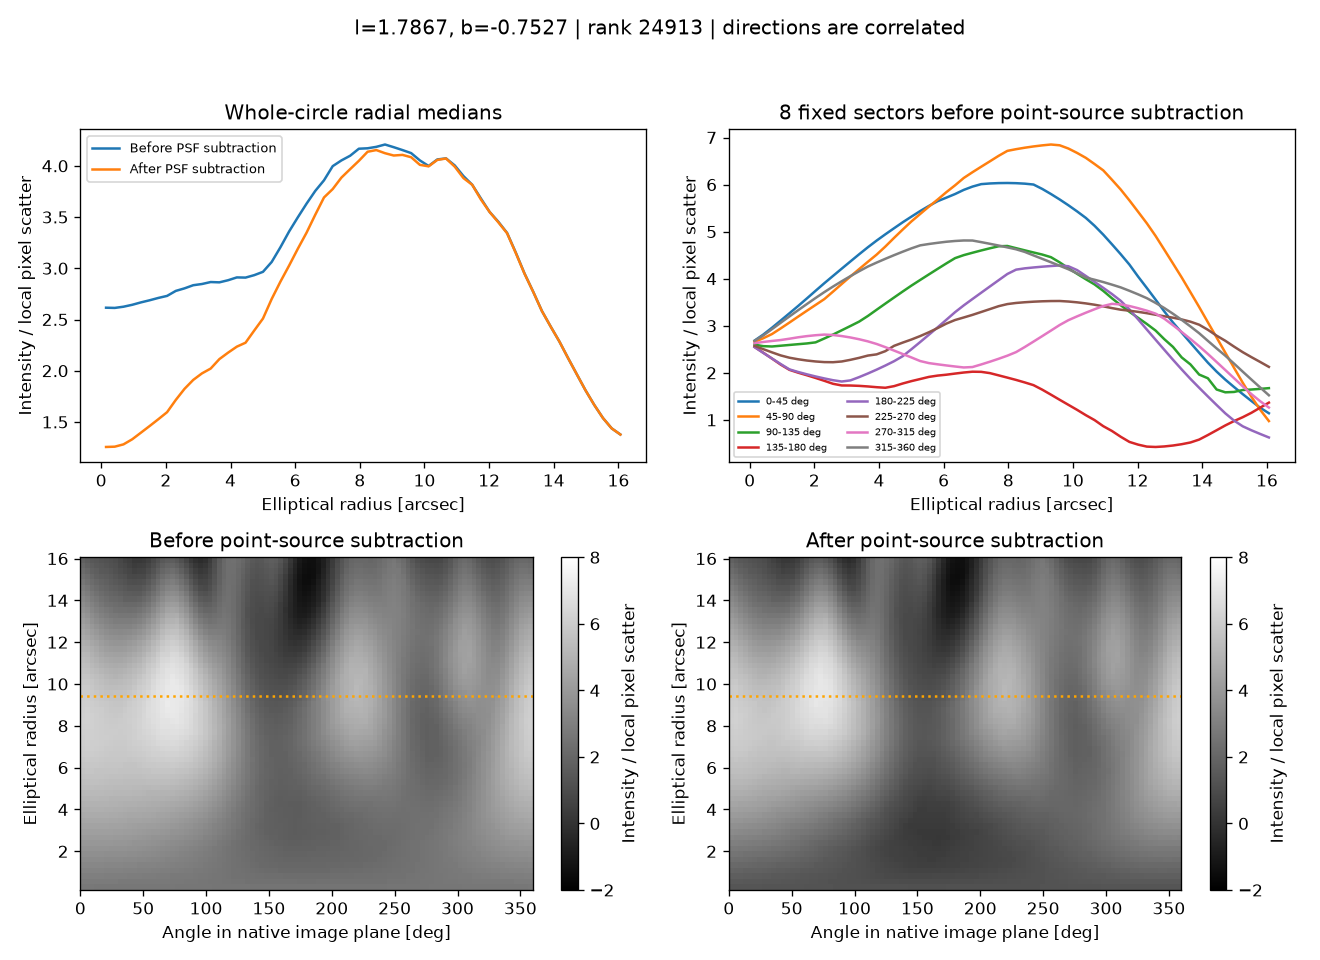 l=1.7867, b=-0.7527 | rank 24913 | directions are correlated
Whole-circle radial medians
Intensity / local pixel scatter
4.0
3.5
3.0
2.5
2.0
1.5
Before PSF subtraction
After PSF subtraction
0 2 4 6 8 10 12 14 16
Elliptical radius [arcsec]
8 fixed sectors before point-source subtraction
Intensity / local pixel scatter
7
6
5
4
3
2
1
0-45 deg
45-90 deg
90-135 deg
135-180 deg
180-225 deg
225-270 deg
270-315 deg
315-360 deg
0 2 4 6 8 10 12 14 16
Elliptical radius [arcsec]
Before point-source subtraction
Elliptical radius [arcsec]
16
14
12
10
8
6
4
2
0 50 100 150 200 250 300 350
Angle in native image plane [deg]
8
6
4
2
0
−2
Intensity / local pixel scatter
After point-source subtraction
Elliptical radius [arcsec]
16
14
12
10
8
6
4
2
0 50 100 150 200 250 300 350
Angle in native image plane [deg]
8
6
4
2
0
−2
Intensity / local pixel scatter